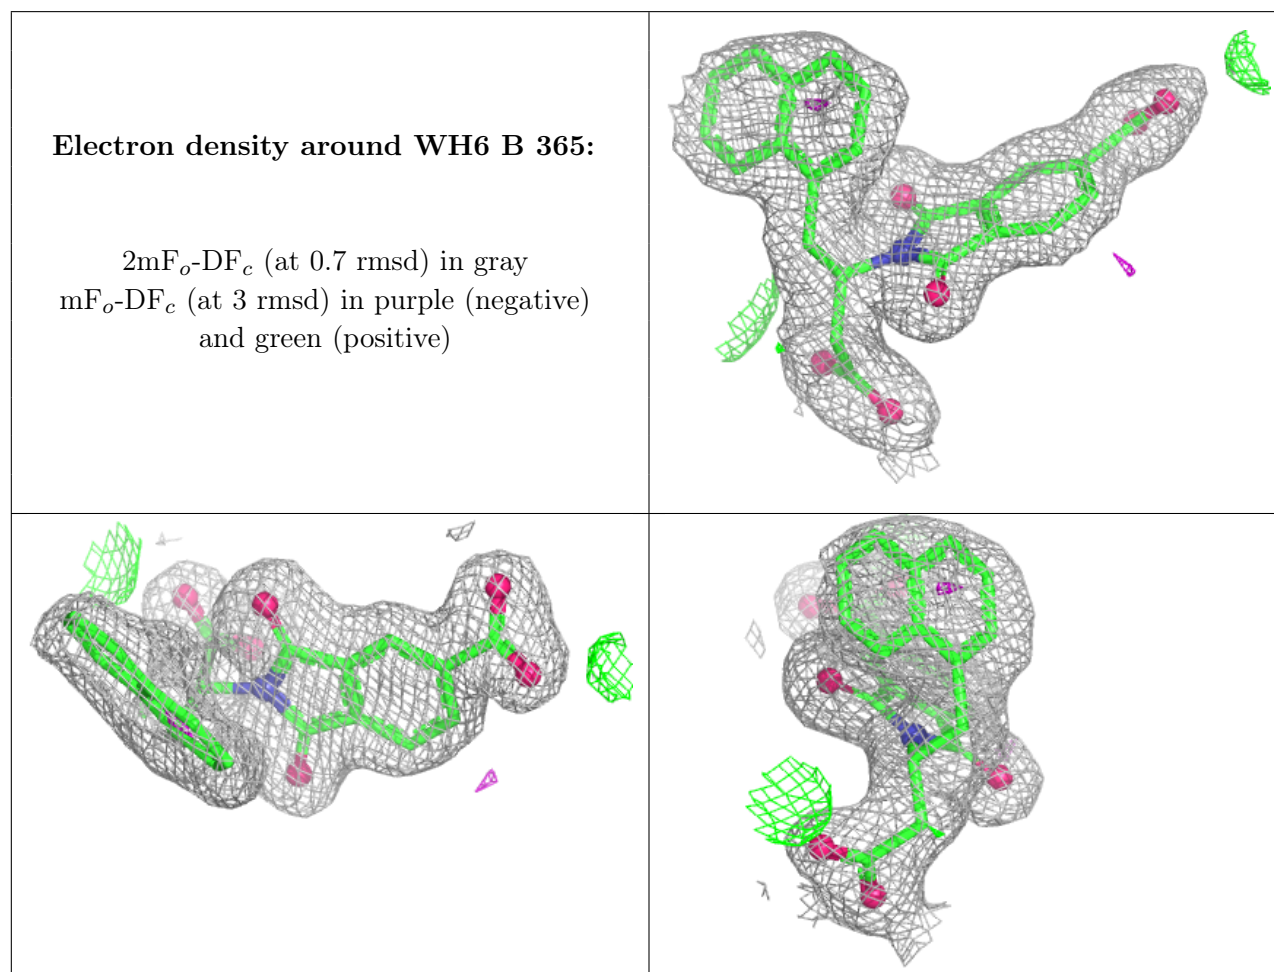 Electron density around WH6 B 365:
2mFo-DFc (at 0.7 rmsd) in gray
mFo-DFc (at 3 rmsd) in purple (negative)
and green (positive)